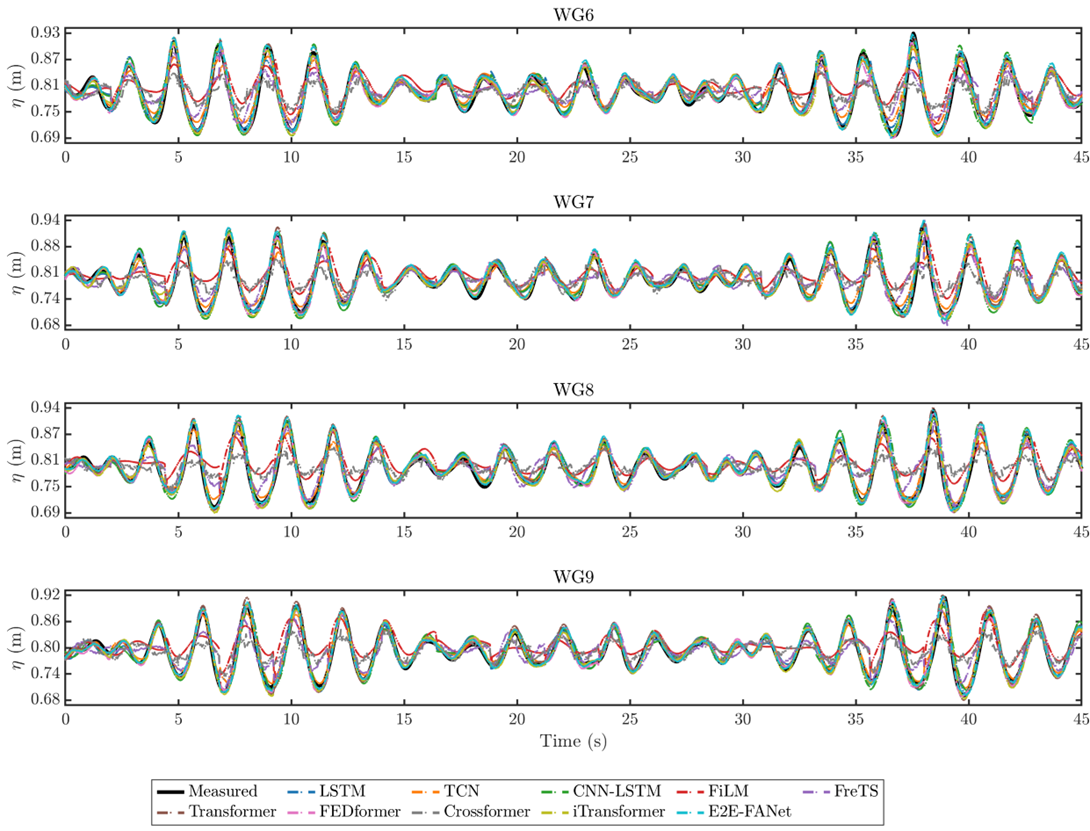 WG6
0.93
0.87
0.81
0.75
0.69
η (m)
0 5 10 15 20 25 30 35 40 45
WG7
0.94
0.88
0.81
0.74
0.68
η (m)
0 5 10 15 20 25 30 35 40 45
WG8
0.94
0.87
0.81
0.75
0.69
η (m)
0 5 10 15 20 25 30 35 40 45
WG9
0.92
0.86
0.80
0.74
0.68
η (m)
0 5 10 15 20 25 30 35 40 45
Time (s)
Measured LSTM TCN CNN-LSTM FiLM FreTS
Transformer FEDformer Crossformer iTransformer E2E-FANet